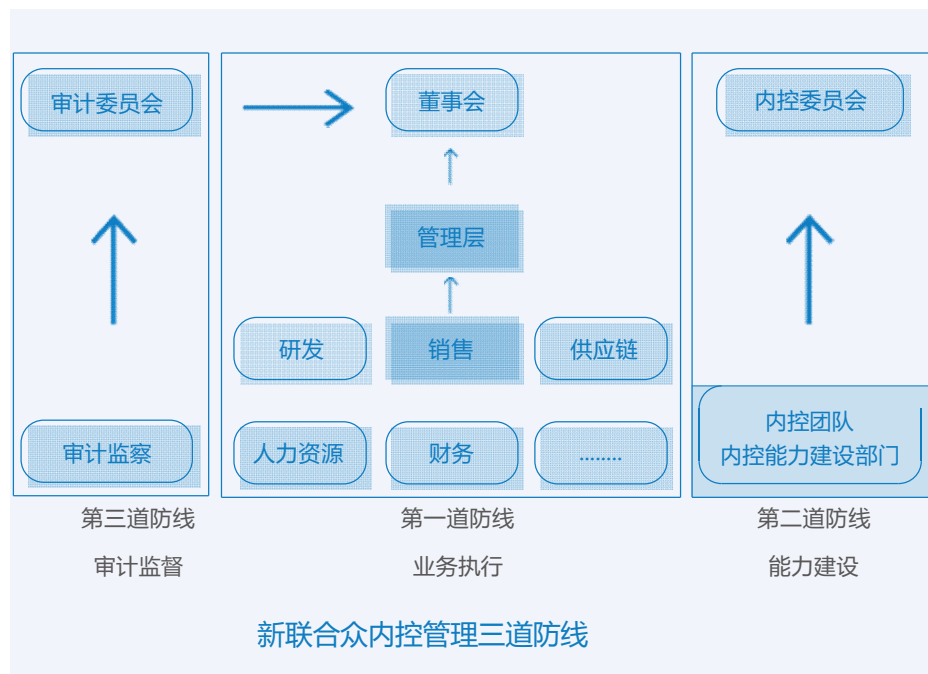 审计委员会
董事会
内控委员会
管理层
研发
销售
供应链
审计监察
人力资源
财务
........
内控团队
内控能力建设部门
第三道防线
第一道防线
第二道防线
审计监督
业务执行
能力建设
新联合众内控管理三道防线